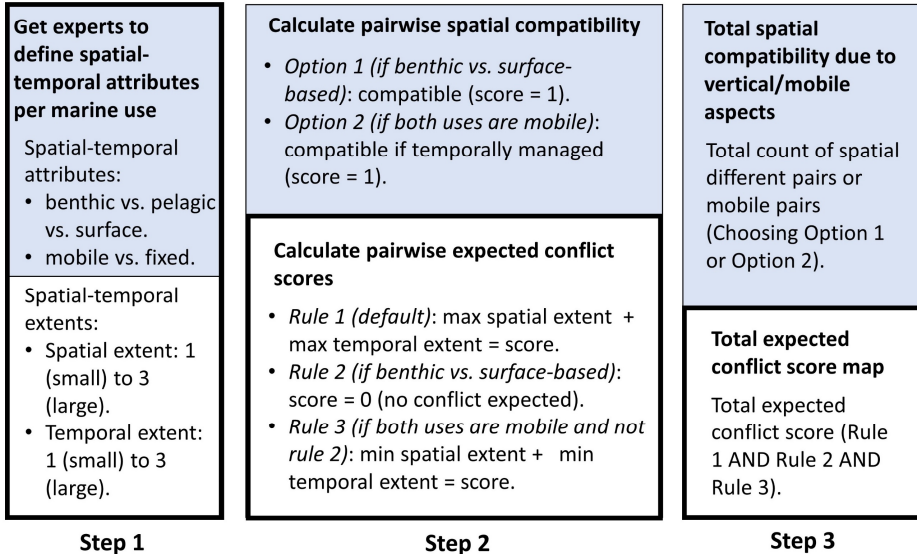 Get experts to
define spatial-
temporal attributes
per marine use
Spatial-temporal
attributes:
• benthic vs. pelagic
vs. surface.
• mobile vs. fixed.
Spatial-temporal
extents:
• Spatial extent: 1
(small) to 3
(large).
• Temporal extent:
1 (small) to 3
(large).
Step 1
Calculate pairwise spatial compatibility
• Option 1 (if benthic vs. surface-
based): compatible (score = 1).
• Option 2 (if both uses are mobile):
compatible if temporally managed
(score = 1).
Calculate pairwise expected conflict
scores
• Rule 1 (default): max spatial extent +
max temporal extent = score.
• Rule 2 (if benthic vs. surface-based):
score = 0 (no conflict expected).
• Rule 3 (if both uses are mobile and not
rule 2): min spatial extent + min
temporal extent = score.
Step 2
Total spatial
compatibility due to
vertical/mobile
aspects
Total count of spatial
different pairs or
mobile pairs
(Choosing Option 1
or Option 2).
Total expected
conflict score map
Total expected
conflict score (Rule
1 AND Rule 2 AND
Rule 3).
Step 3